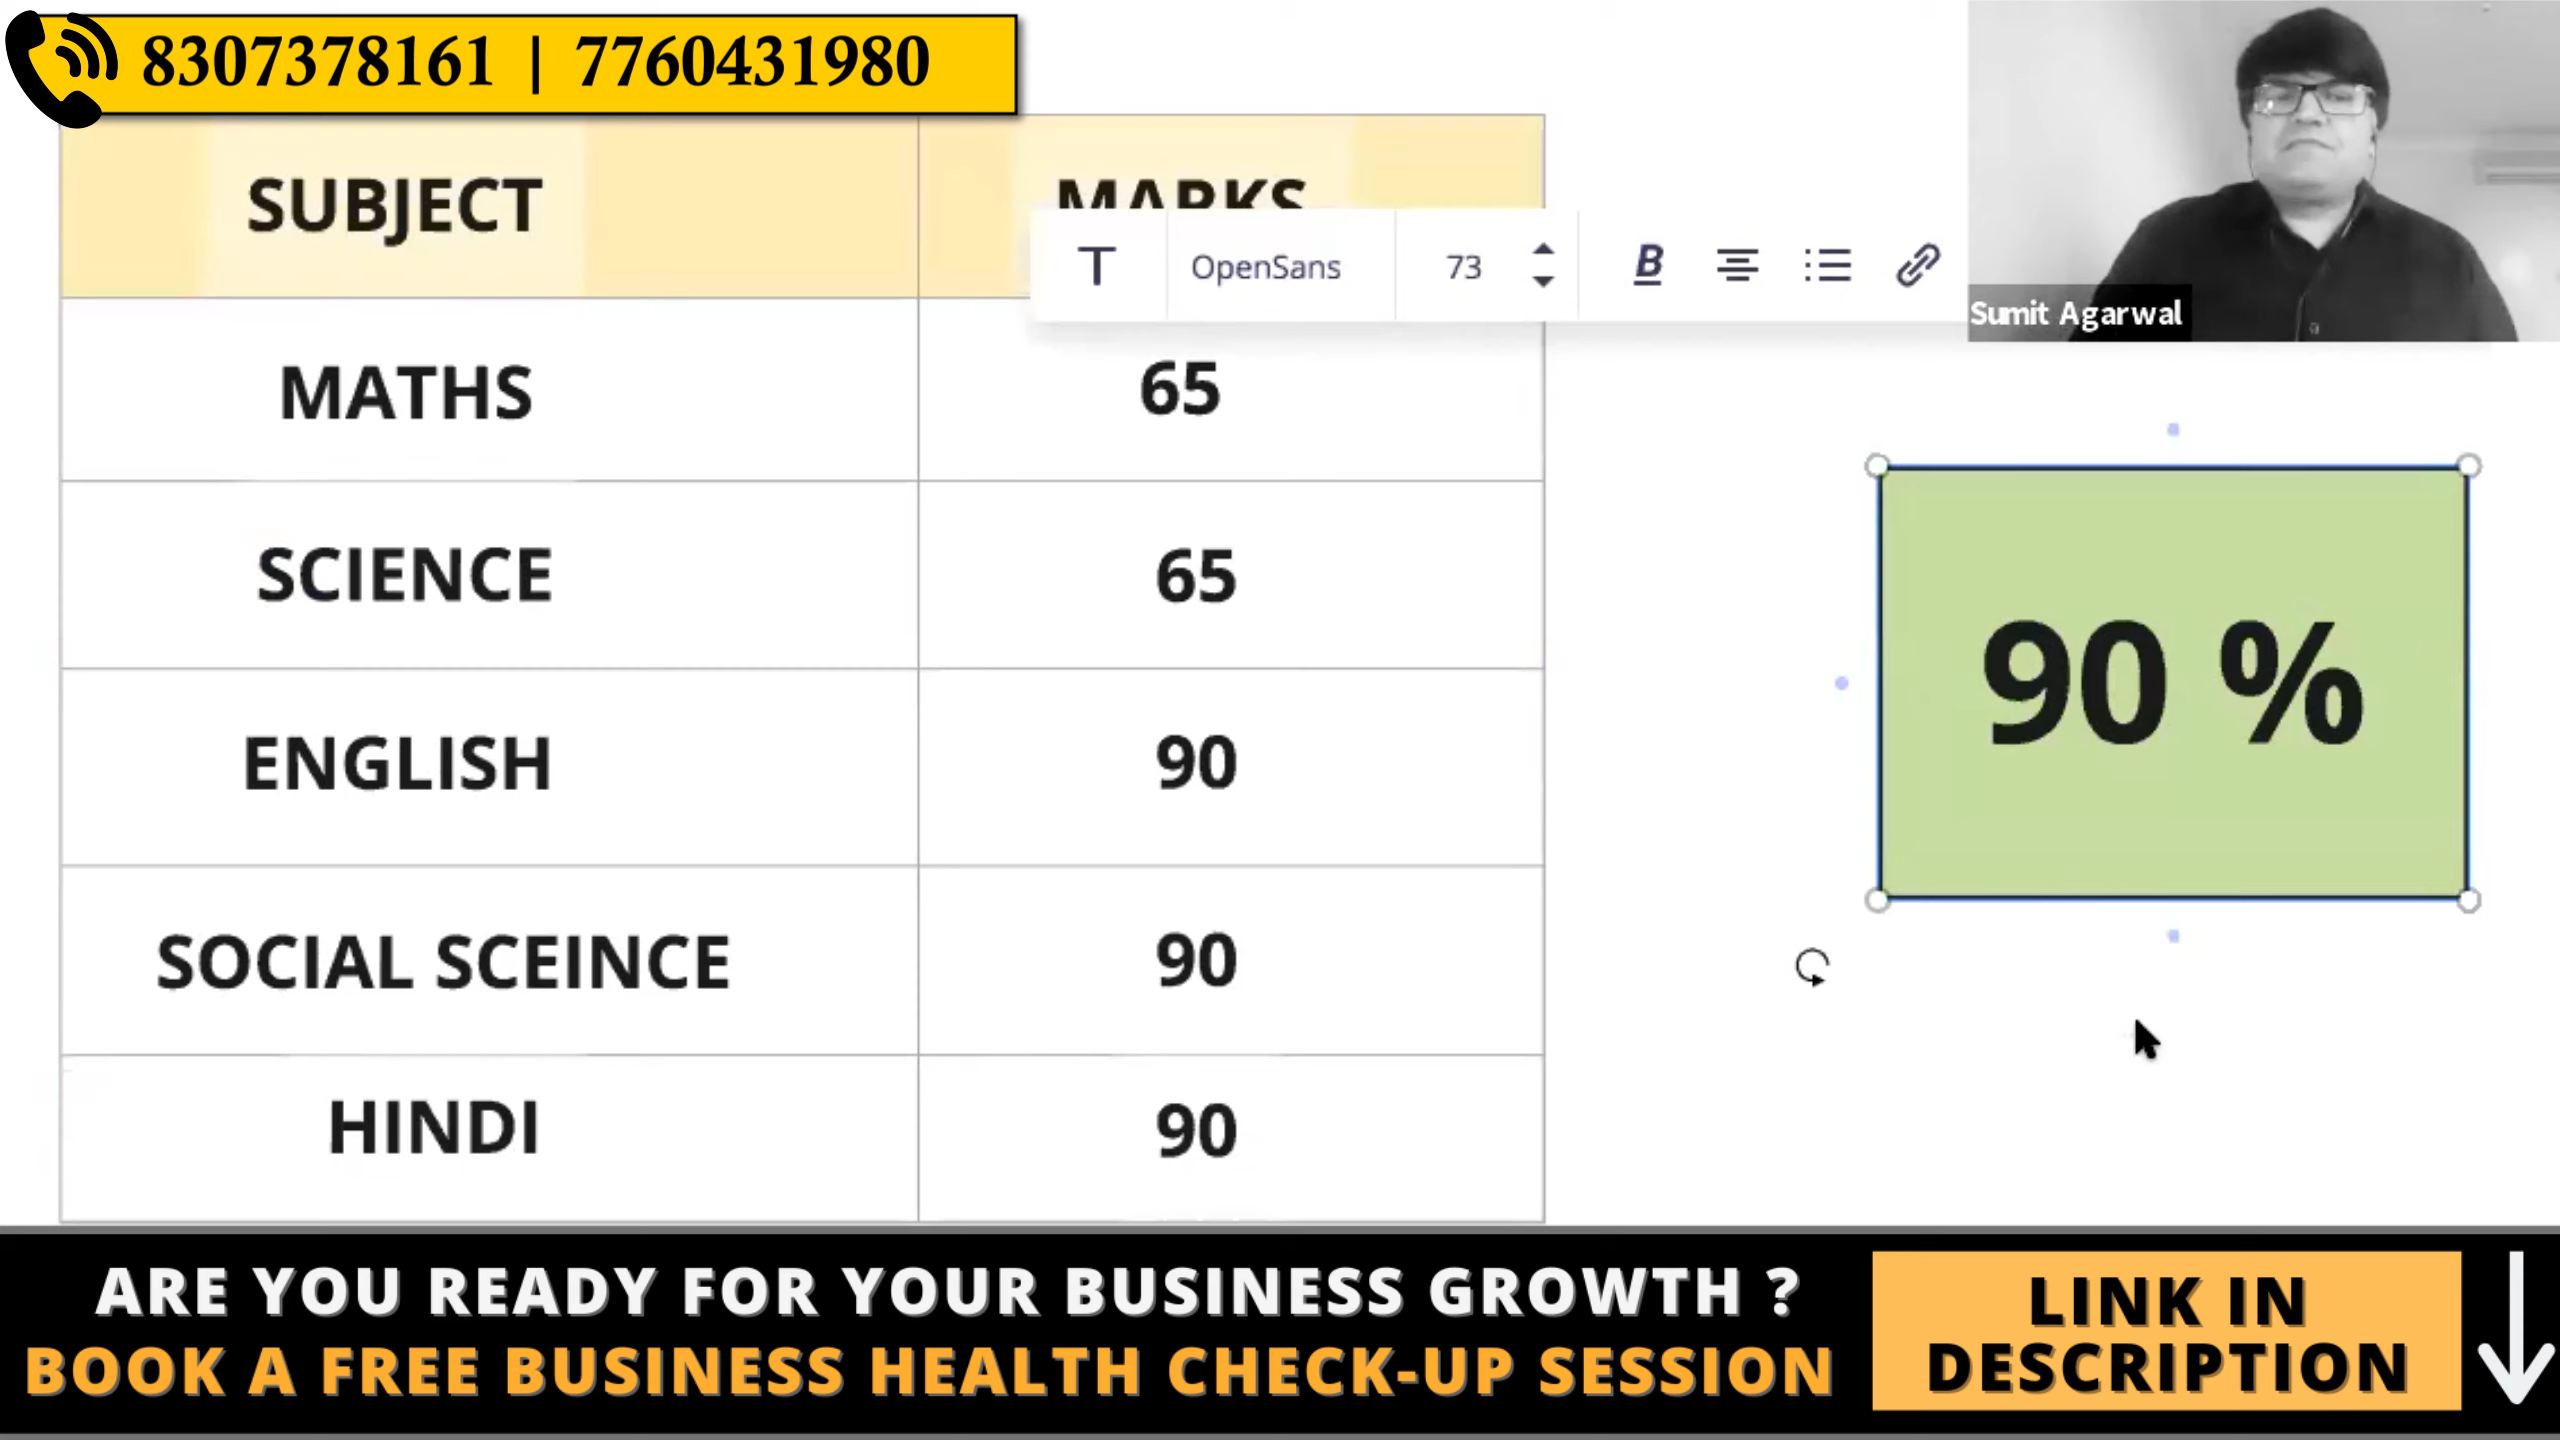 8307378161 | 7760431980
SUBJECT MARKS
T OpenSans 73 B
Sumit Agarwal
MATHS 65
SCIENCE 65
ENGLISH 90
90 %
SOCIAL SCEINCE 90
HINDI 90
ARE YOU READY FOR YOUR BUSINESS GROWTH ?
BOOK A FREE BUSINESS HEALTH CHECK-UP SESSION
LINK IN
DESCRIPTION